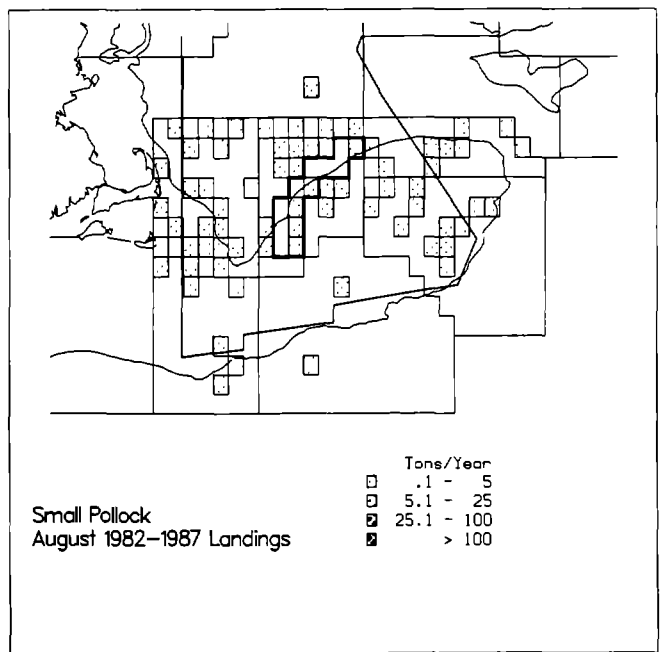 Tons/Year
.1 - 5
5.1 - 25
25.1 - 100
> 100
Small Pollock
August 1982-1987 Landings